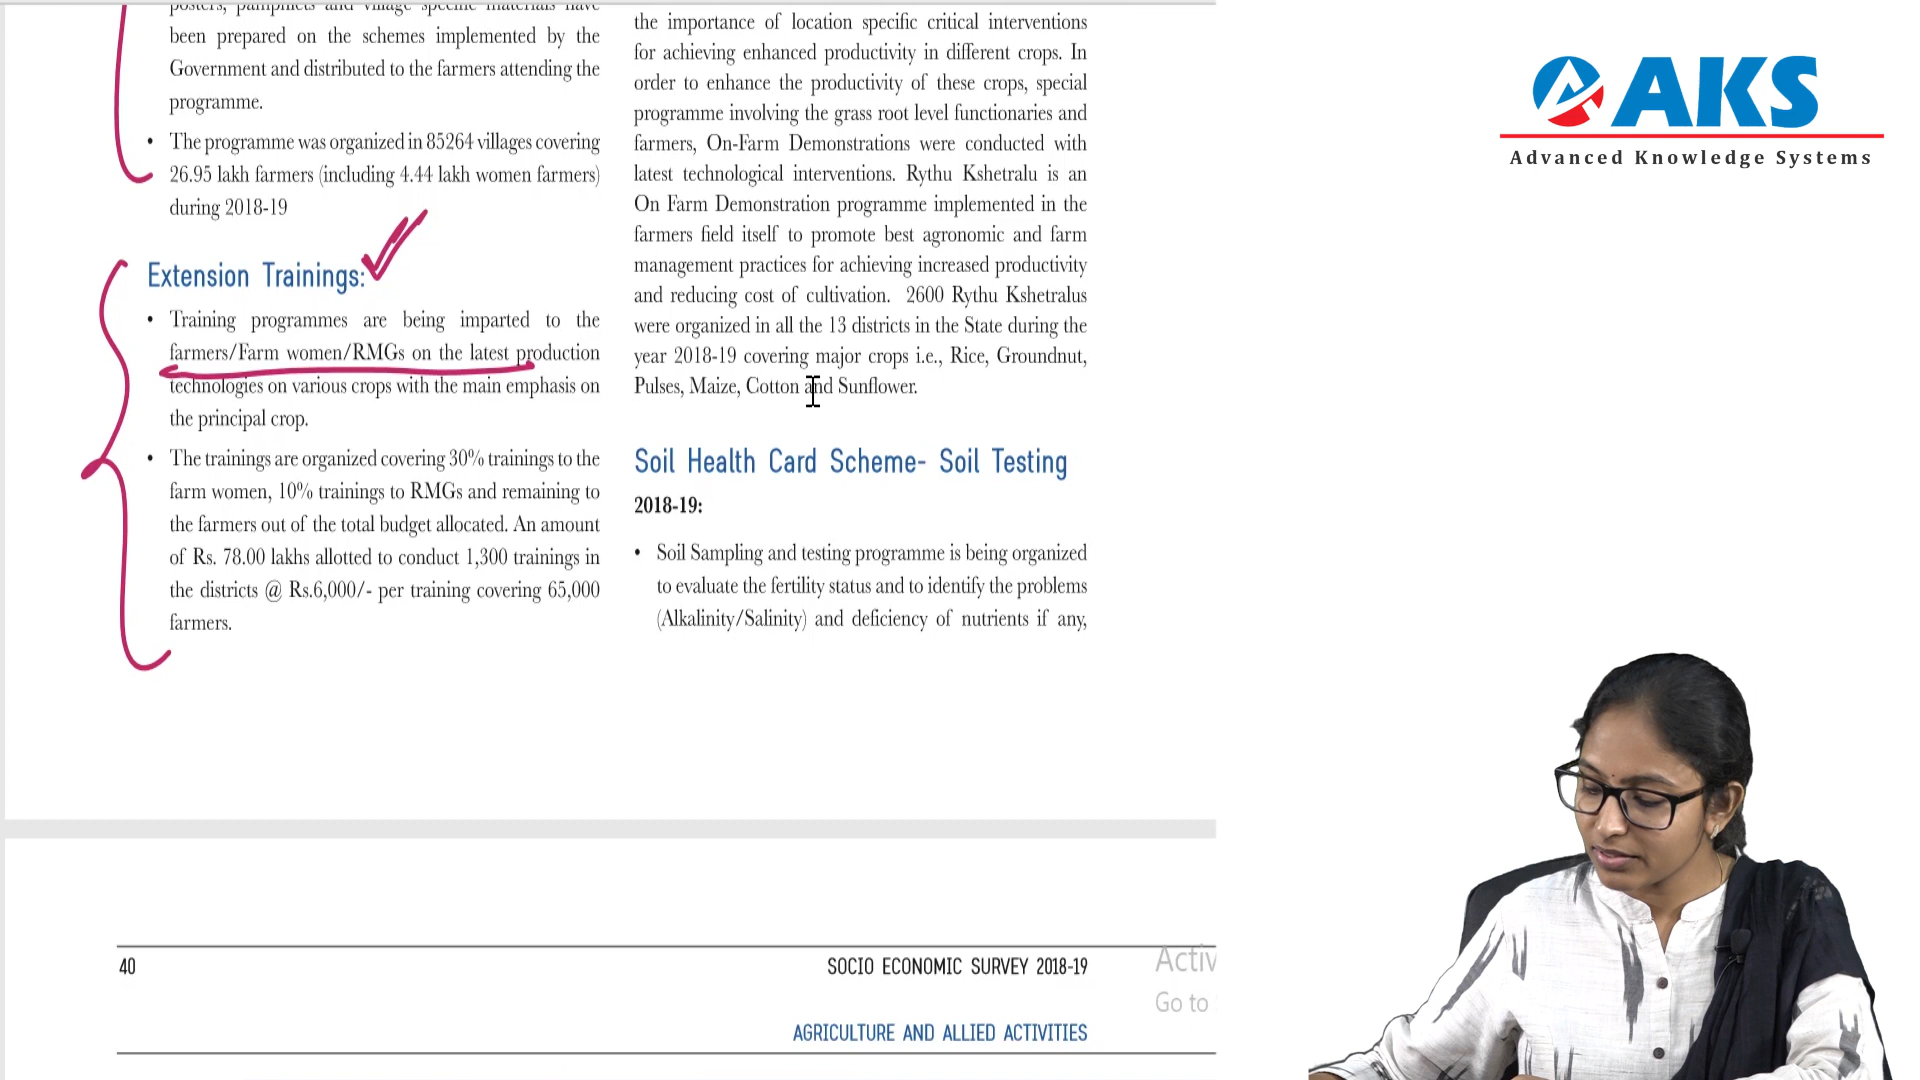 posters, pamphlets and village specific materials have
been prepared on the schemes implemented by the
Government and distributed to the farmers attending the
programme.
• The programme was organized in 85264 villages covering
26.95 lakh farmers (including 4.44 lakh women farmers)
during 2018-19
Extension Trainings:
• Training programmes are being imparted to the
farmers/Farm women/RMGs on the latest production
technologies on various crops with the main emphasis on
the principal crop.
• The trainings are organized covering 30% trainings to the
farm women, 10% trainings to RMGs and remaining to
the farmers out of the total budget allocated. An amount
of Rs. 78.00 lakhs allotted to conduct 1,300 trainings in
the districts @ Rs.6,000/- per training covering 65,000
farmers.
the importance of location specific critical interventions
for achieving enhanced productivity in different crops. In
order to enhance the productivity of these crops, special
programme involving the grass root level functionaries and
farmers, On-Farm Demonstrations were conducted with
latest technological interventions. Rythu Kshetralu is an
On Farm Demonstration programme implemented in the
farmers field itself to promote best agronomic and farm
management practices for achieving increased productivity
and reducing cost of cultivation. 2600 Rythu Kshetralus
were organized in all the 13 districts in the State during the
year 2018-19 covering major crops i.e., Rice, Groundnut,
Pulses, Maize, Cotton and Sunflower.
Soil Health Card Scheme- Soil Testing
2018-19:
• Soil Sampling and testing programme is being organized
to evaluate the fertility status and to identify the problems
(Alkalinity/Salinity) and deficiency of nutrients if any,
40
SOCIO ECONOMIC SURVEY 2018-19
AGRICULTURE AND ALLIED ACTIVITIES
Activ
Go to
AKS
Advanced Knowledge Systems